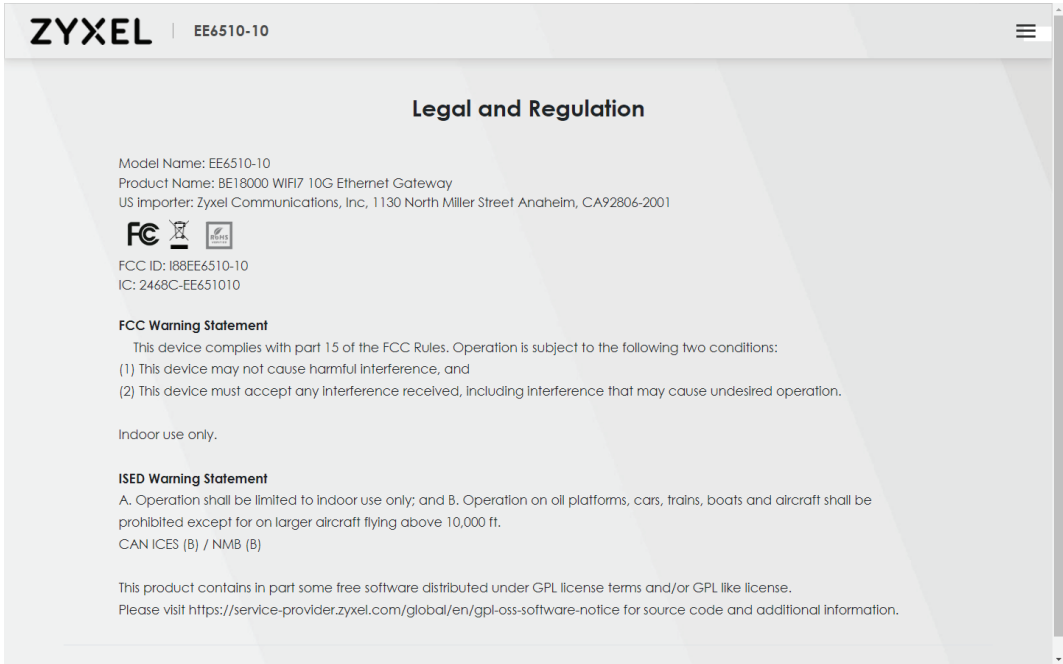 ZYXEL EE6510-10
Legal and Regulation
Model Name: EE6510-10
Product Name: BE18000 WIFI7 10G Ethernet Gateway
US importer: Zyxel Communications, Inc, 1130 North Miller Street Anaheim, CA92806-2001
FC RoHS
FCC ID: I88EE6510-10
IC: 2468C-EE651010
FCC Warning Statement
This device complies with part 15 of the FCC Rules. Operation is subject to the following two conditions:
(1) This device may not cause harmful interference, and
(2) This device must accept any interference received, including interference that may cause undesired operation.
Indoor use only.
ISED Warning Statement
A. Operation shall be limited to indoor use only; and B. Operation on oil platforms, cars, trains, boats and aircraft shall be
prohibited except for on larger aircraft flying above 10,000 ft.
CAN ICES (B) / NMB (B)
This product contains in part some free software distributed under GPL license terms and/or GPL like license.
Please visit https://service-provider.zyxel.com/global/en/gpl-oss-software-notice for source code and additional information.